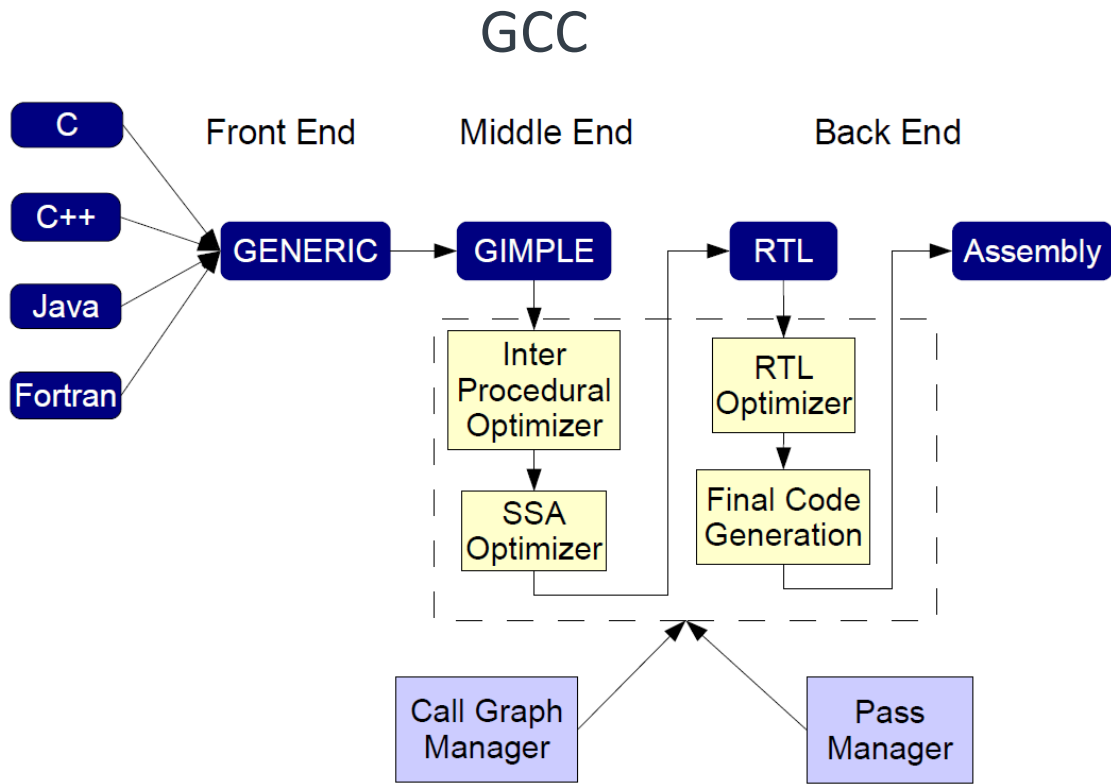 GCC
C
Front End
Middle End
Back End
C++
GENERIC
GIMPLE
RTL
Assembly
Java
Fortran
Inter
Procedural
Optimizer
SSA
Optimizer
RTL
Optimizer
Final Code
Generation
Call Graph
Manager
Pass
Manager